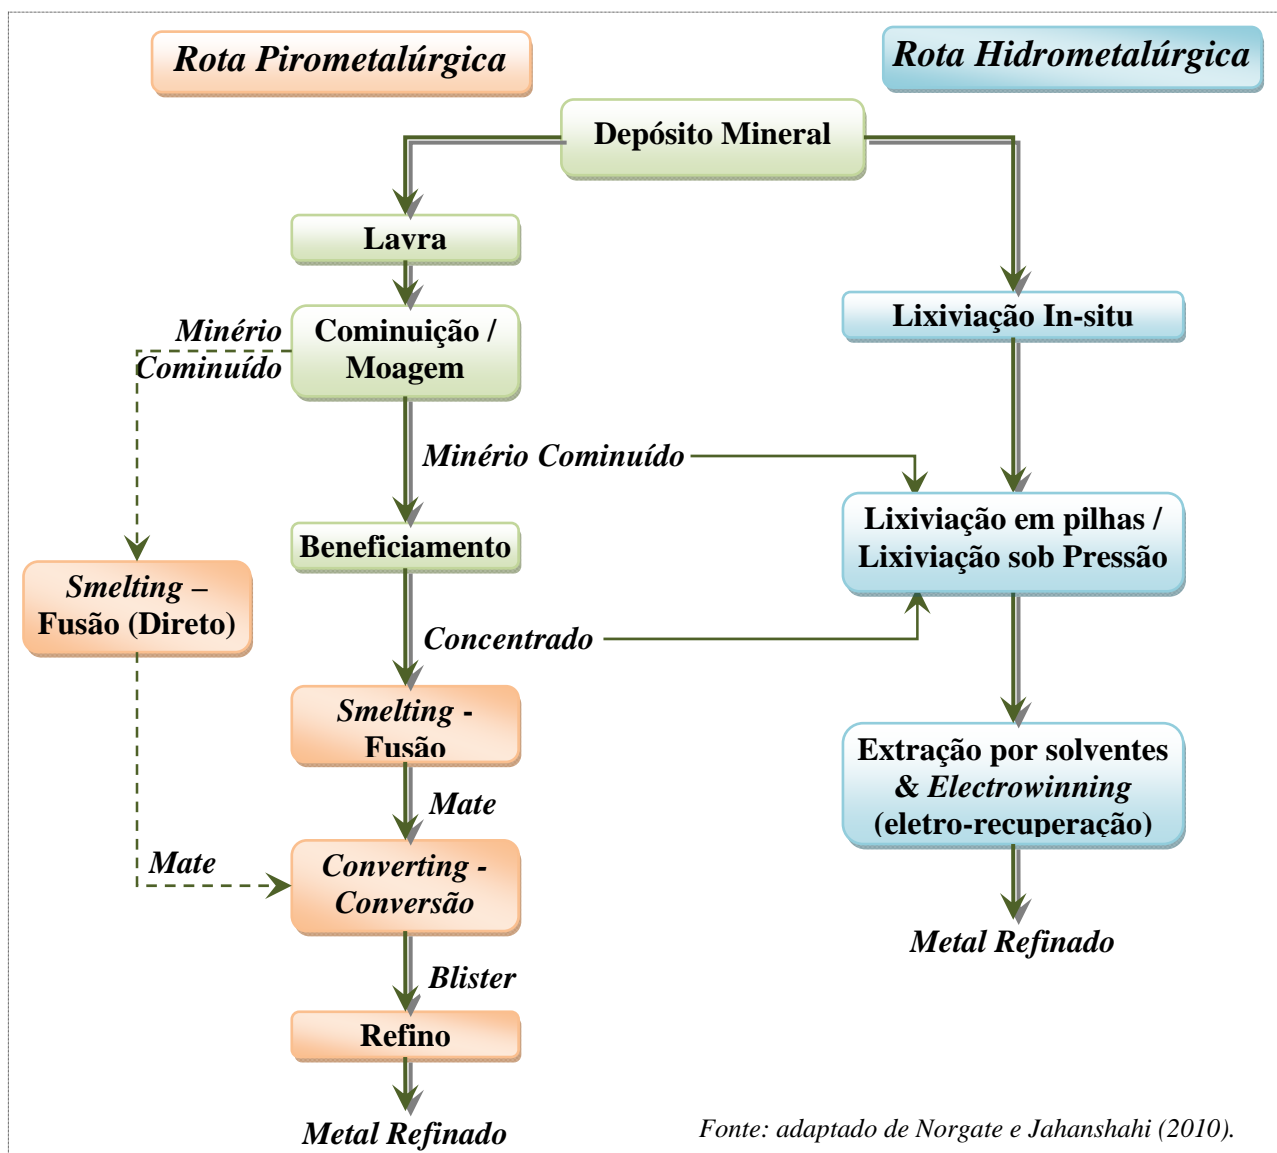 Rota Pirometalúrgica
Rota Hidrometalúrgica
Depósito Mineral
Lavra
Lixiviação In-situ
Minério
Cominuído
Cominuição /
Moagem
Minério Cominuído
Lixiviação em pilhas /
Lixiviação sob Pressão
Beneficiamento
Smelting –
Fusão (Direto)
Concentrado
Smelting -
Fusão
Extração por solventes
& Electrowinning
(eletro-recuperação)
Mate
Mate
Converting -
Conversão
Metal Refinado
Blister
Refino
Metal Refinado
Fonte: adaptado de Norgate e Jahanshahi (2010).